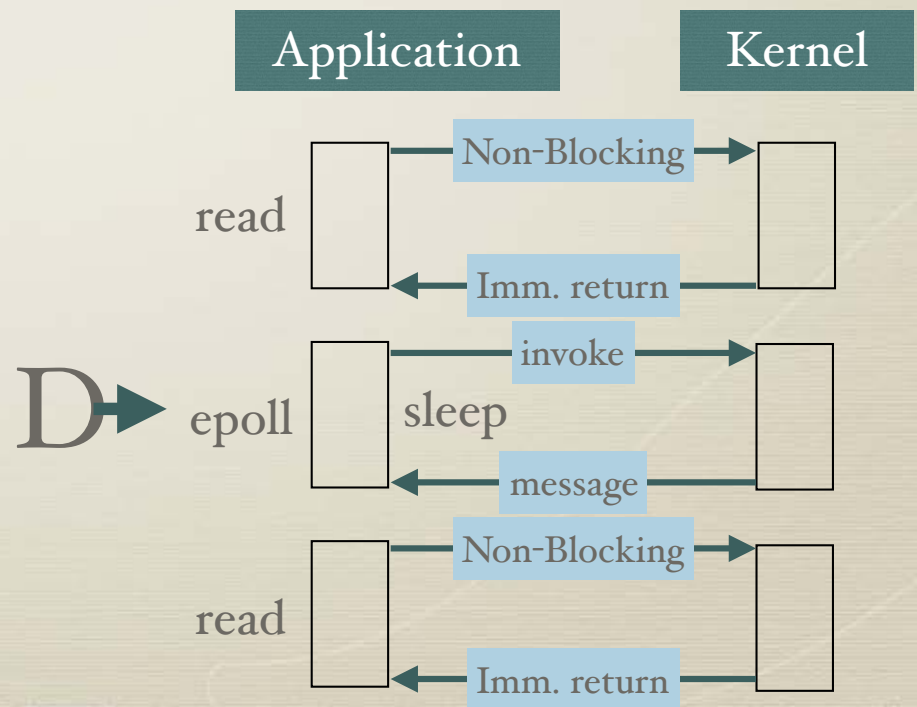 Application Kernel
Non-Blocking
read
Imm. return
invoke
D epoll sleep
message
Non-Blocking
read
Imm. return